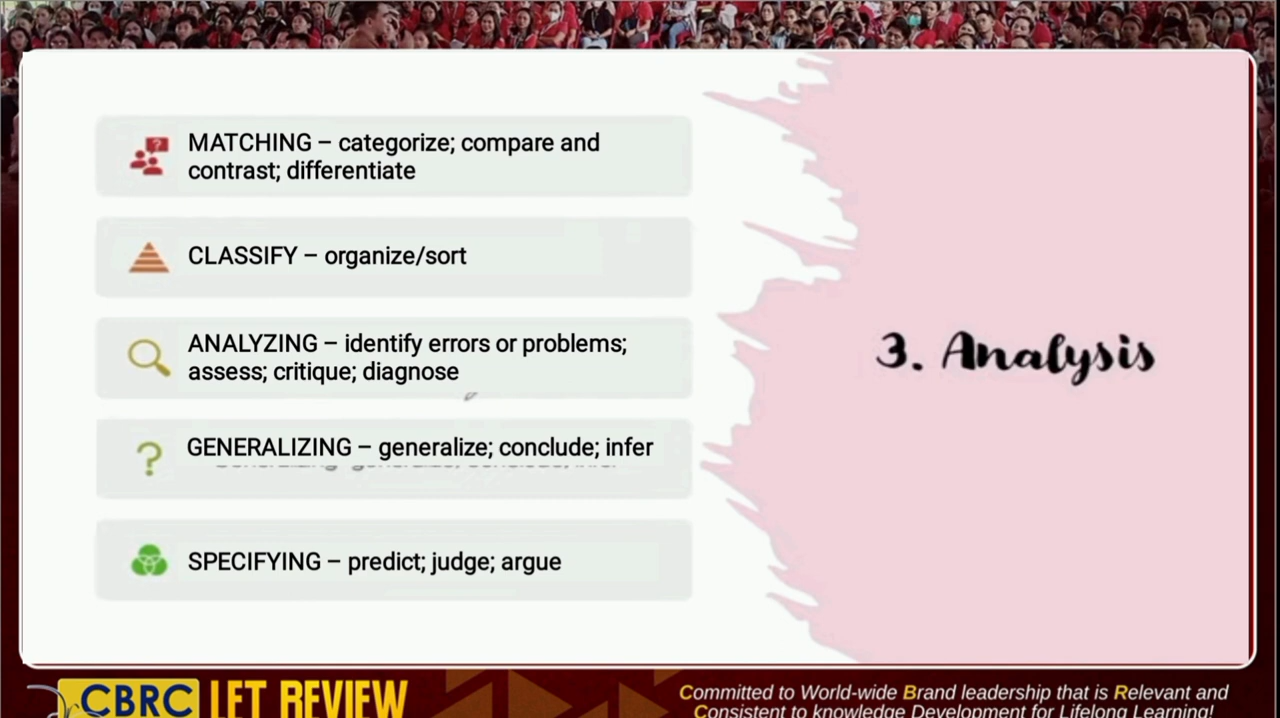 MATCHING – categorize; compare and
contrast; differentiate
CLASSIFY – organize/sort
ANALYZING – identify errors or problems;
assess; critique; diagnose
GENERALIZING – generalize; conclude; infer
SPECIFYING – predict; judge; argue
3. Analysis
CBRC LET REVIEW
Committed to World-wide Brand leadership that is Relevant and
Consistent to knowledge Development for Lifelong Learning!